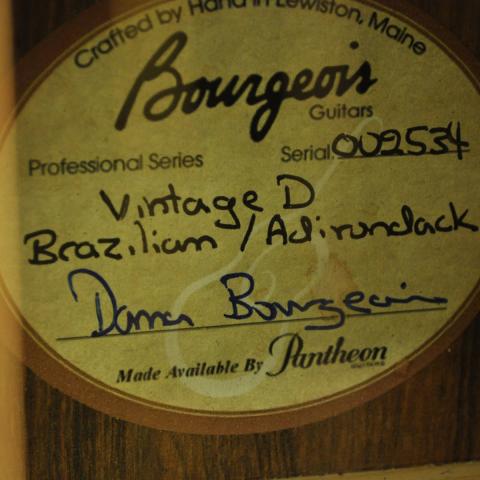 Crafted by Hand in Lewiston, Maine
Bourgeois
Guitars
Professional Series Serial 002534
Vintage D
Brazilian / Adirondack
Dana Bourgeois
Made Available By Pantheon
GUITARS